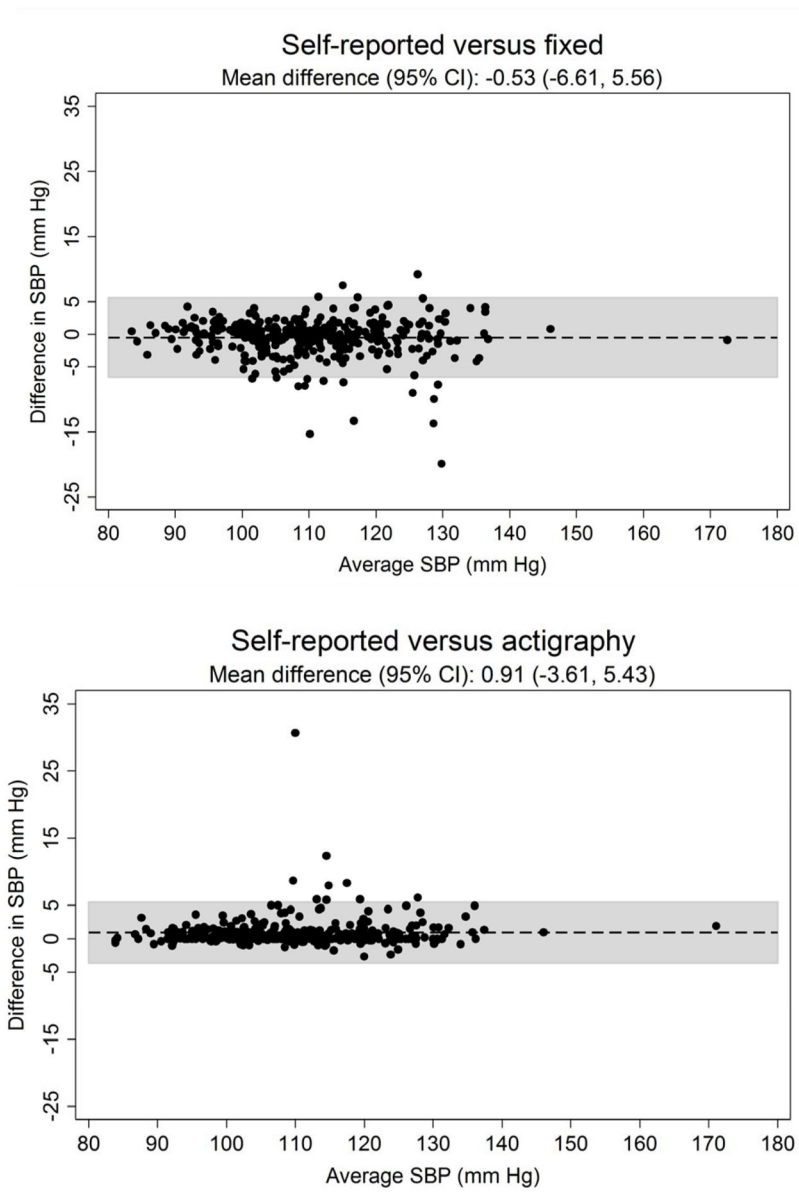 Self-reported versus fixed
Mean difference (95% CI): -0.53 (-6.61, 5.56)
35
25
15
5
0
-5
-15
-25
Difference in SBP (mm Hg)
80 90 100 110 120 130 140 150 160 170 180
Average SBP (mm Hg)
Self-reported versus actigraphy
Mean difference (95% CI): 0.91 (-3.61, 5.43)
35
25
15
5
0
-5
-15
-25
Difference in SBP (mm Hg)
80 90 100 110 120 130 140 150 160 170 180
Average SBP (mm Hg)